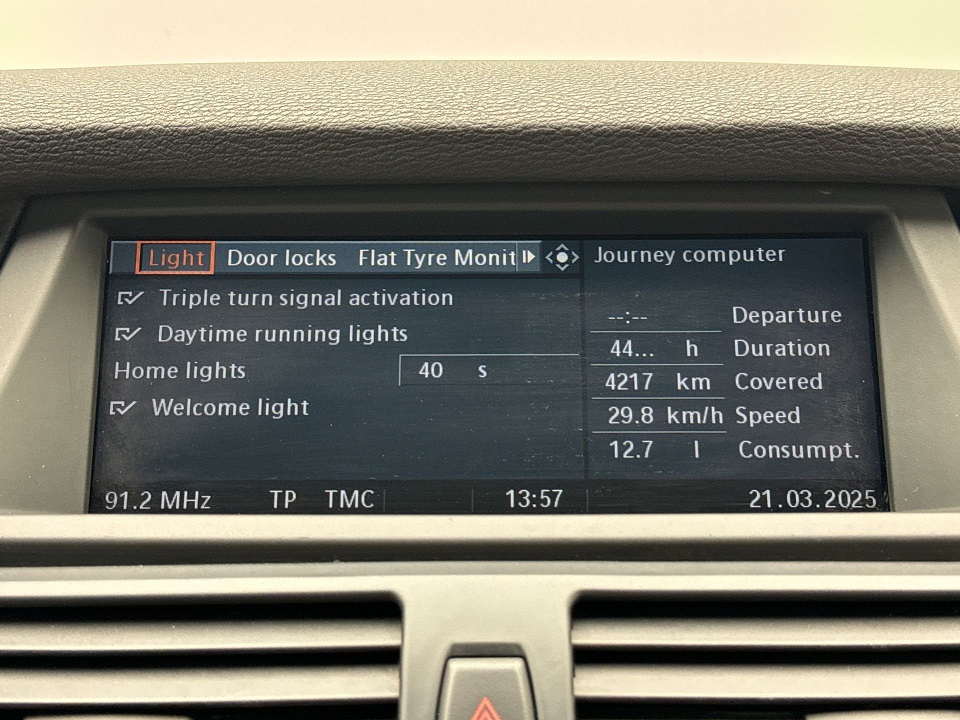 Light Door locks Flat Tyre Monit
Triple turn signal activation
Daytime running lights
Home lights 40 s
Welcome light
Journey computer
--:-- Departure
44... h Duration
4217 km Covered
29.8 km/h Speed
12.7 l Consumpt.
91.2 MHz TP TMC 13:57 21.03.2025